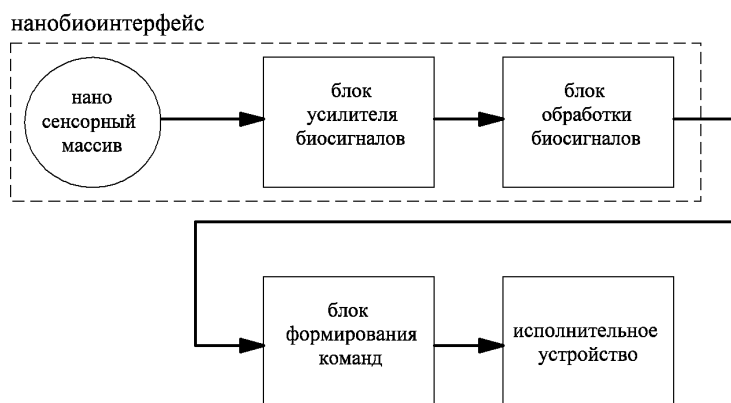 нанобиоинтерфейс
нано
сенсорный
массив
блок
усилителя
биосигналов
блок
обработки
биосигналов
блок
формирования
команд
исполнительное
устройство